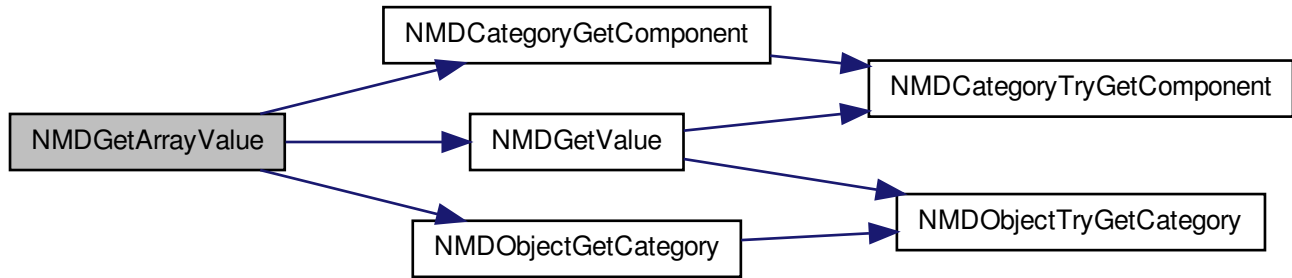 NMDCategoryGetComponent
NMDCategoryTryGetComponent
NMDGetArrayValue
NMDGetValue
NMDObjectTryGetCategory
NMDObjectGetCategory